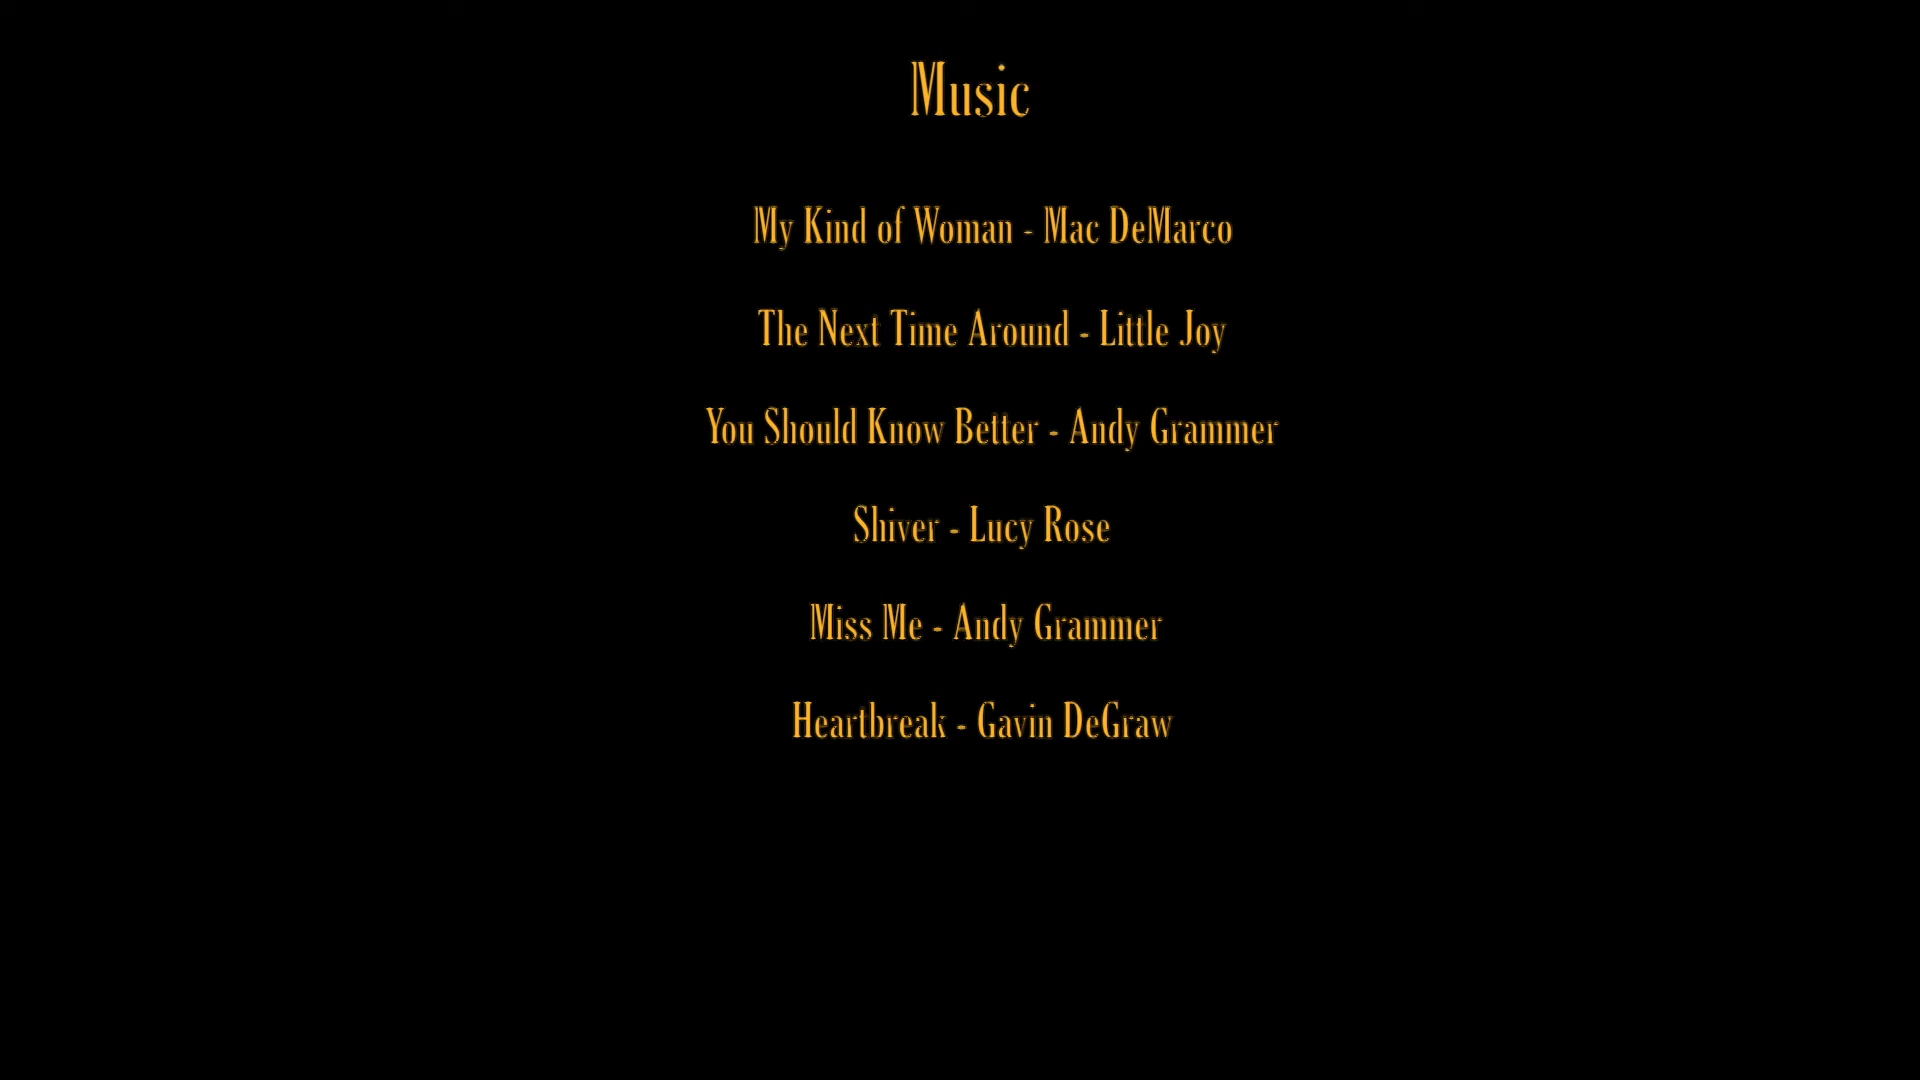 Music
My Kind of Woman - Mac DeMarco
The Next Time Around - Little Joy
You Should Know Better - Andy Grammer
Shiver - Lucy Rose
Miss Me - Andy Grammer
Heartbreak - Gavin DeGraw